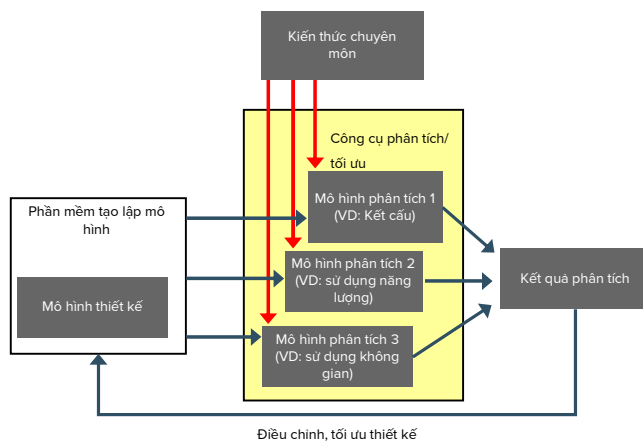 Kiến thức chuyên
môn
Công cụ phân tích/
tối ưu
Phần mềm tạo lập mô
hình
Mô hình thiết kế
Mô hình phân tích 1
(VD: Kết cấu)
Mô hình phân tích 2
(VD: sử dụng năng
lượng)
Mô hình phân tích 3
(VD: sử dụng không
gian)
Kết quả phân tích
Điều chinh, tối ưu thiết kế